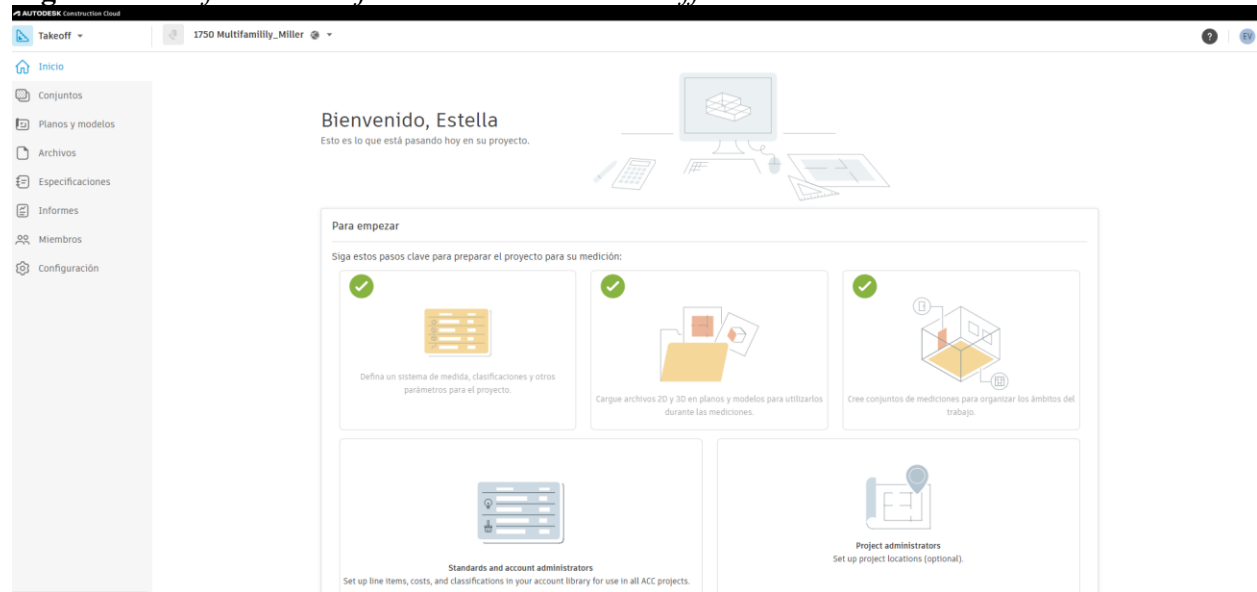 AUTODESK Construction Cloud
Takeoff
1750 Multifamilily_Miller
?
EV
Inicio
Conjuntos
Planos y modelos
Archivos
Especificaciones
Informes
Miembros
Configuración
Bienvenido, Estella
Esto es lo que está pasando hoy en su proyecto.
Para empezar
Siga estos pasos clave para preparar el proyecto para su medición:
Defina un sistema de medida, clasificaciones y otros
parámetros para el proyecto.
Cargue archivos 2D y 3D en planos y modelos para utilizarlos
durante las mediciones.
Cree conjuntos de mediciones para organizar los ámbitos del
trabajo.
Standards and account administrators
Set up line items, costs, and classifications in your account library for use in all ACC projects.
Project administrators
Set up project locations (optional).